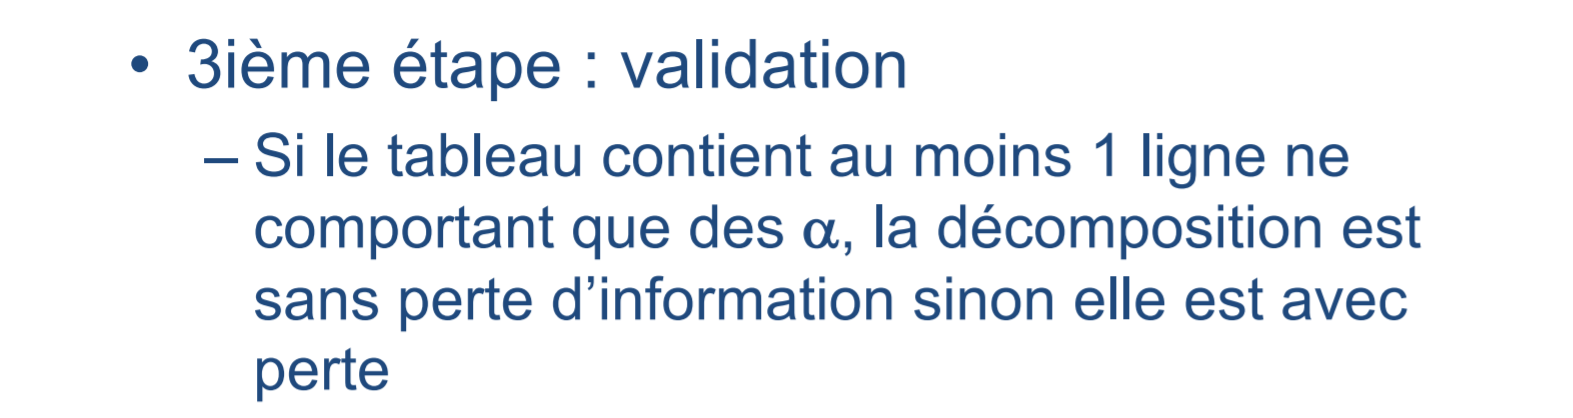 • 3ième étape : validation
– Si le tableau contient au moins 1 ligne ne
comportant que des α, la décomposition est
sans perte d’information sinon elle est avec
perte